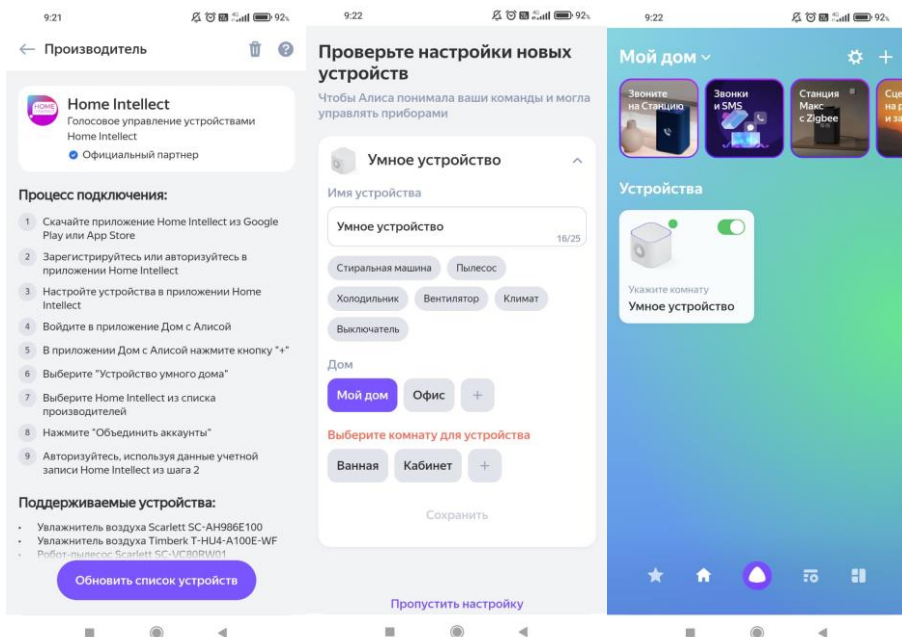 9:21
92%
Производитель
HOME
Home Intellect
Голосовое управление устройствами
Home Intellect
Официальный партнер
Процесс подключения:
1 Скачайте приложение Home Intellect из Google
Play или App Store
2 Зарегистрируйтесь или авторизуйтесь в
приложении Home Intellect
3 Настройте устройства в приложении Home
Intellect
4 Войдите в приложение Дом с Алисой
5 В приложении Дом с Алисой нажмите кнопку "+"
6 Выберите "Устройство умного дома"
7 Выберите Home Intellect из списка
производителей
8 Нажмите "Объединить аккаунты"
9 Авторизуйтесь, используя данные учетной
записи Home Intellect из шага 2
Поддерживаемые устройства:
• Увлажнитель воздуха Scarlett SC-AH986E100
• Увлажнитель воздуха Timberk T-HU4-A100E-WF
• Робот-пылесос Scarlett SC-VC80RW01
Обновить список устройств
9:22
92%
Проверьте настройки новых
устройств
Чтобы Алиса понимала ваши команды и могла
управлять приборами
Умное устройство
Имя устройства
Умное устройство
16/25
Стиральная машина Пылесос
Холодильник Вентилятор Климат
Выключатель
Дом
Мой дом Офис +
Выберите комнату для устройства
Ванная Кабинет +
Сохранить
Пропустить настройку
9:22
92%
Мой дом
Звоните
на Станцию
Звонки
и SMS
Станция
Макс
с Zigbee
Устройства
Укажите комнату
Умное устройство